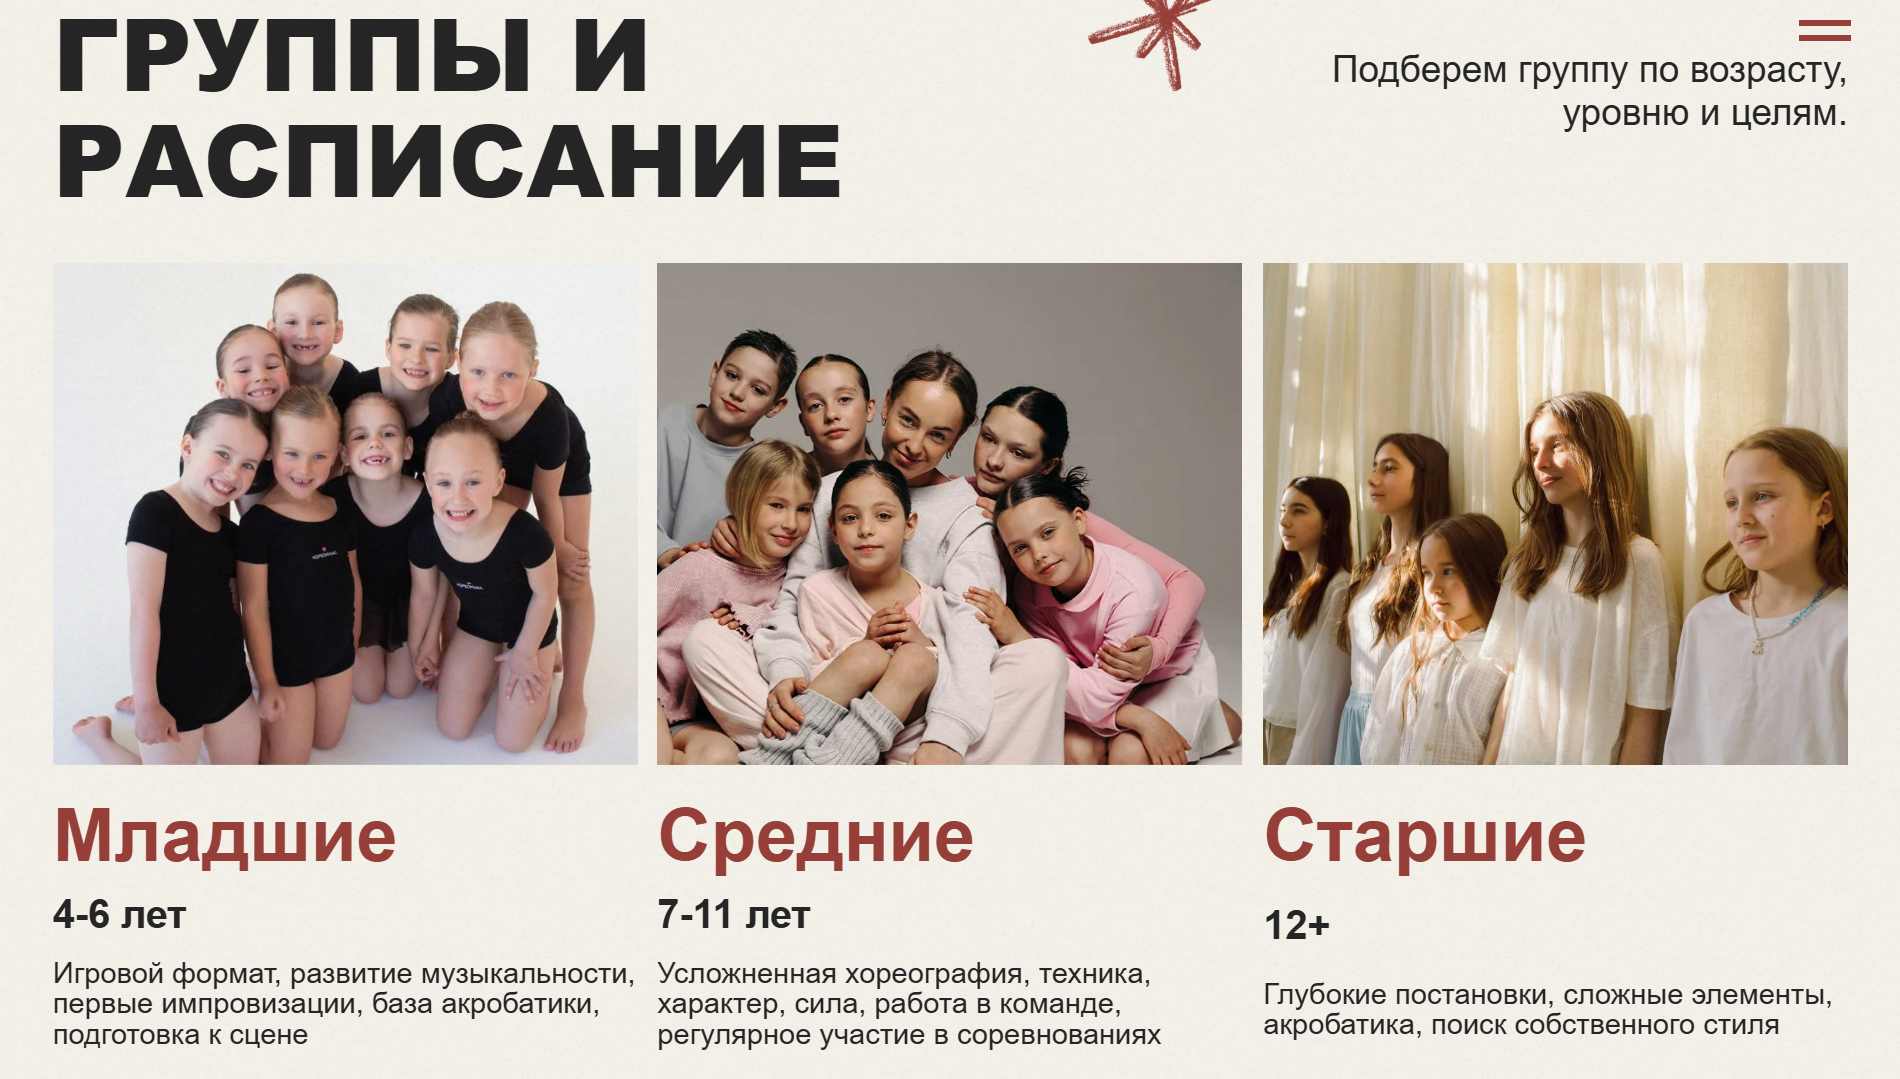 ГРУППЫ И
РАСПИСАНИЕ
Подберем группу по возрасту,
уровню и целям.
Младшие
4-6 лет
Игровой формат, развитие музыкальности,
первые импровизации, база акробатики,
подготовка к сцене
Средние
7-11 лет
Усложненная хореография, техника,
характер, сила, работа в команде,
регулярное участие в соревнованиях
Старшие
12+
Глубокие постановки, сложные элементы,
акробатика, поиск собственного стиля